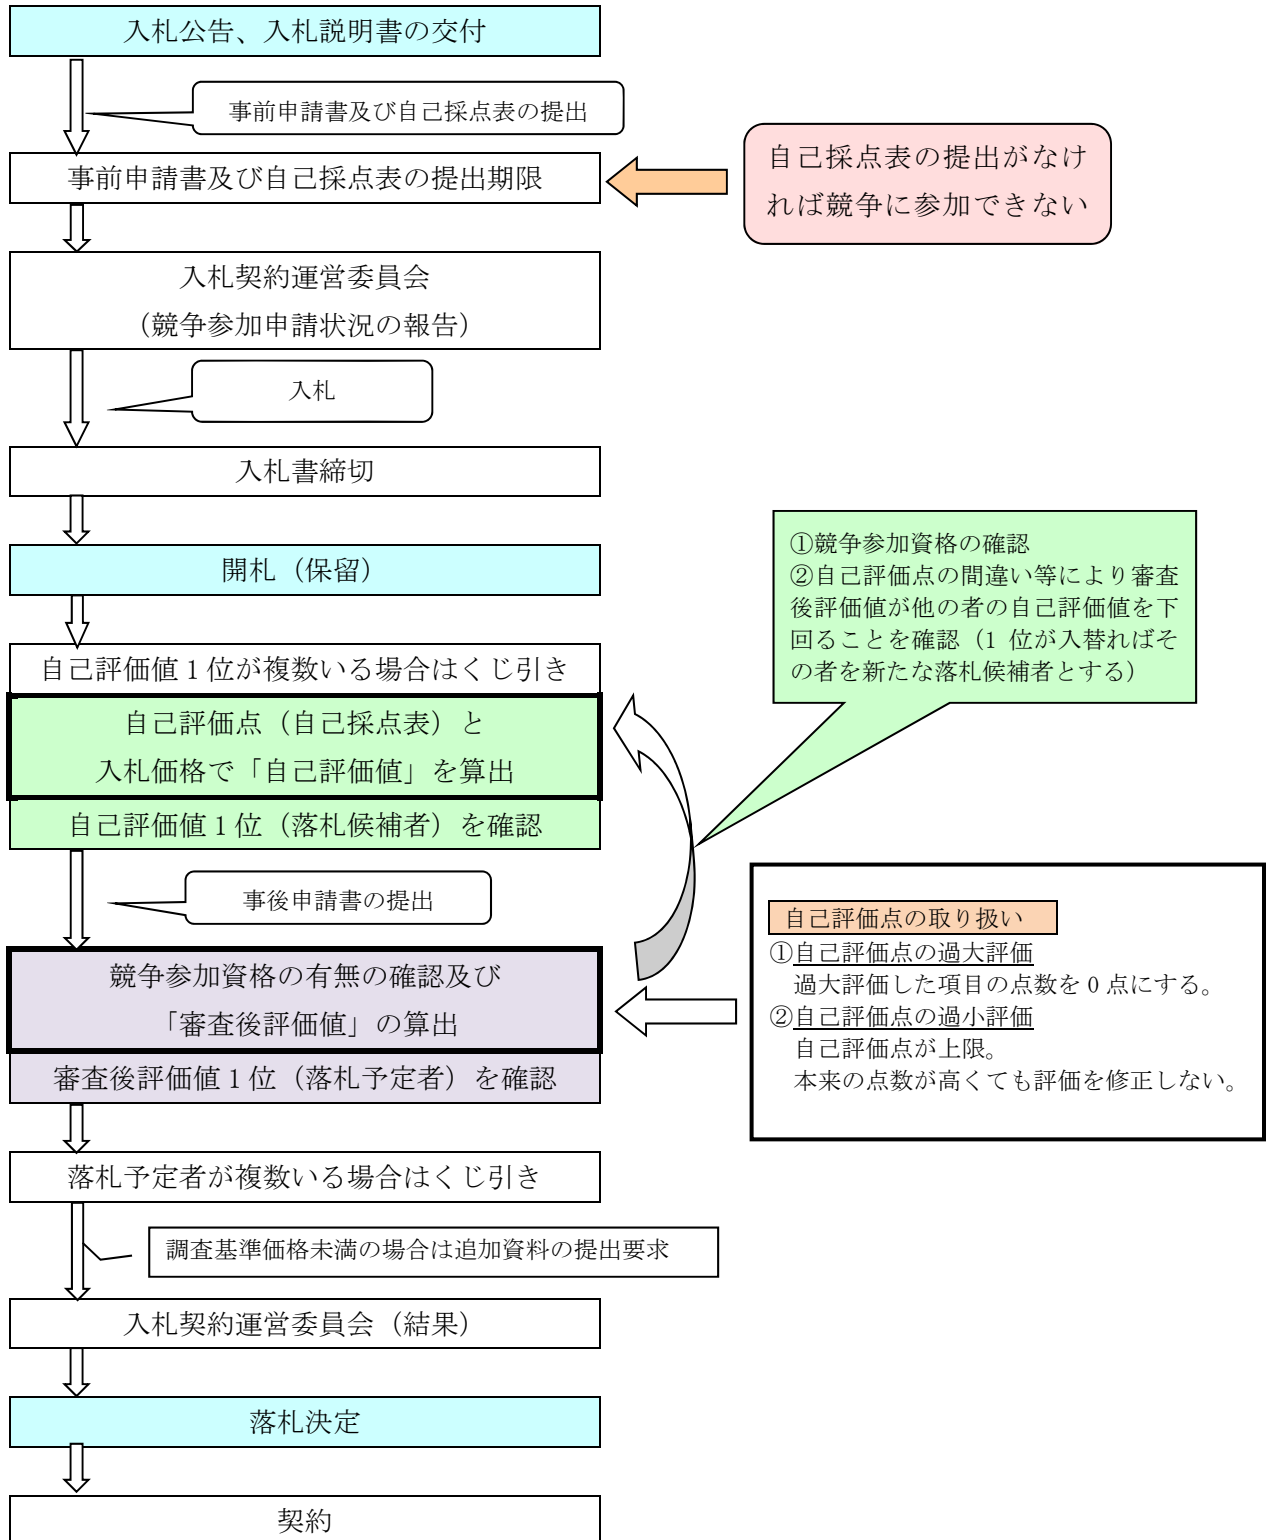 入札公告、入札説明書の交付
事前申請書及び自己採点表の提出
事前申請書及び自己採点表の提出期限
自己採点表の提出がなけ
れば競争に参加できない
入札契約運営委員会
（競争参加申請状況の報告）
入札
入札書締切
開札（保留）
①競争参加資格の確認
②自己評価点の間違い等により審査
後評価値が他の者の自己評価値を下
回ることを確認（1 位が入替ればそ
の者を新たな落札候補者とする）
自己評価値１位が複数いる場合はくじ引き
自己評価点（自己採点表）と
入札価格で「自己評価値」を算出
自己評価値１位（落札候補者）を確認
事後申請書の提出
自己評価点の取り扱い
①自己評価点の過大評価
過大評価した項目の点数を０点にする。
②自己評価点の過小評価
自己評価点が上限。
本来の点数が高くても評価を修正しない。
競争参加資格の有無の確認及び
「審査後評価値」の算出
審査後評価値１位（落札予定者）を確認
落札予定者が複数いる場合はくじ引き
調査基準価格未満の場合は追加資料の提出要求
入札契約運営委員会（結果）
落札決定
契約